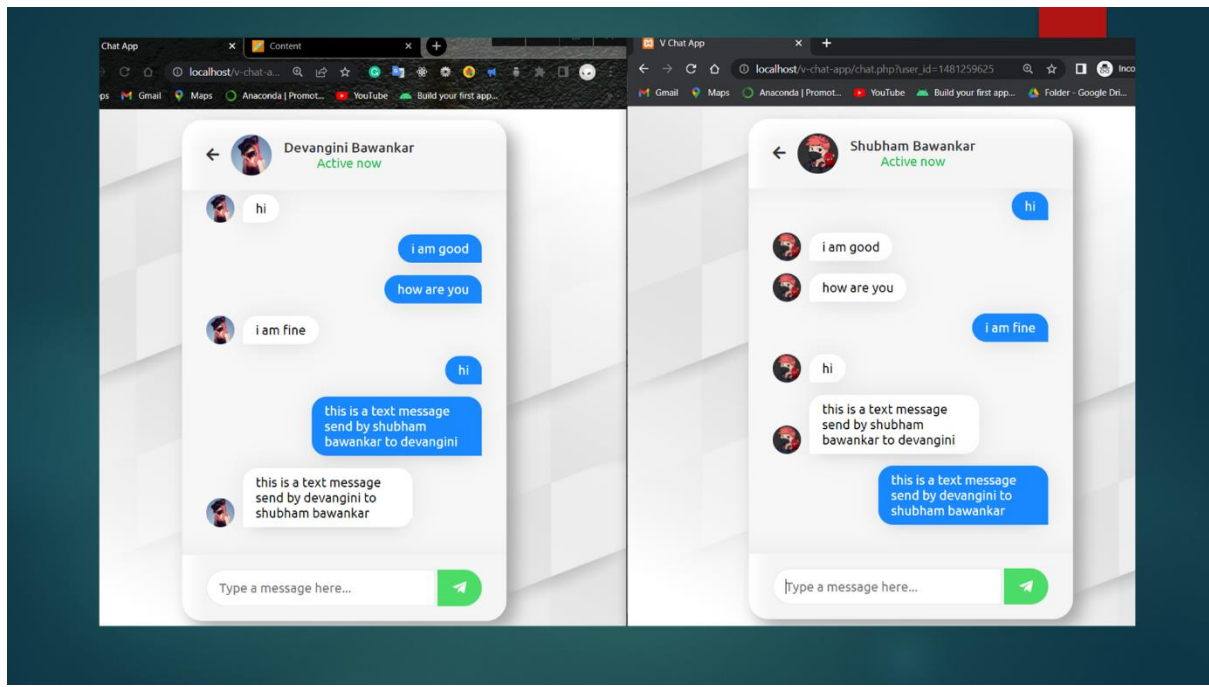 Chat App
Content
localhost/v-chat-a...
ps Gmail Maps Anaconda | Promot... YouTube Build your first app...
Devangini Bawankar
Active now
hi
i am good
how are you
i am fine
hi
this is a text message
send by shubham
bawankar to devangini
this is a text message
send by devangini to
shubham bawankar
Type a message here...
V Chat App
localhost/v-chat-app/chat.php?user_id=1481259625
Inco
Gmail Maps Anaconda | Promot... YouTube Build your first app... Folder - Google Dri...
Shubham Bawankar
Active now
hi
i am good
how are you
i am fine
hi
this is a text message
send by shubham
bawankar to devangini
this is a text message
send by devangini to
shubham bawankar
Type a message here...